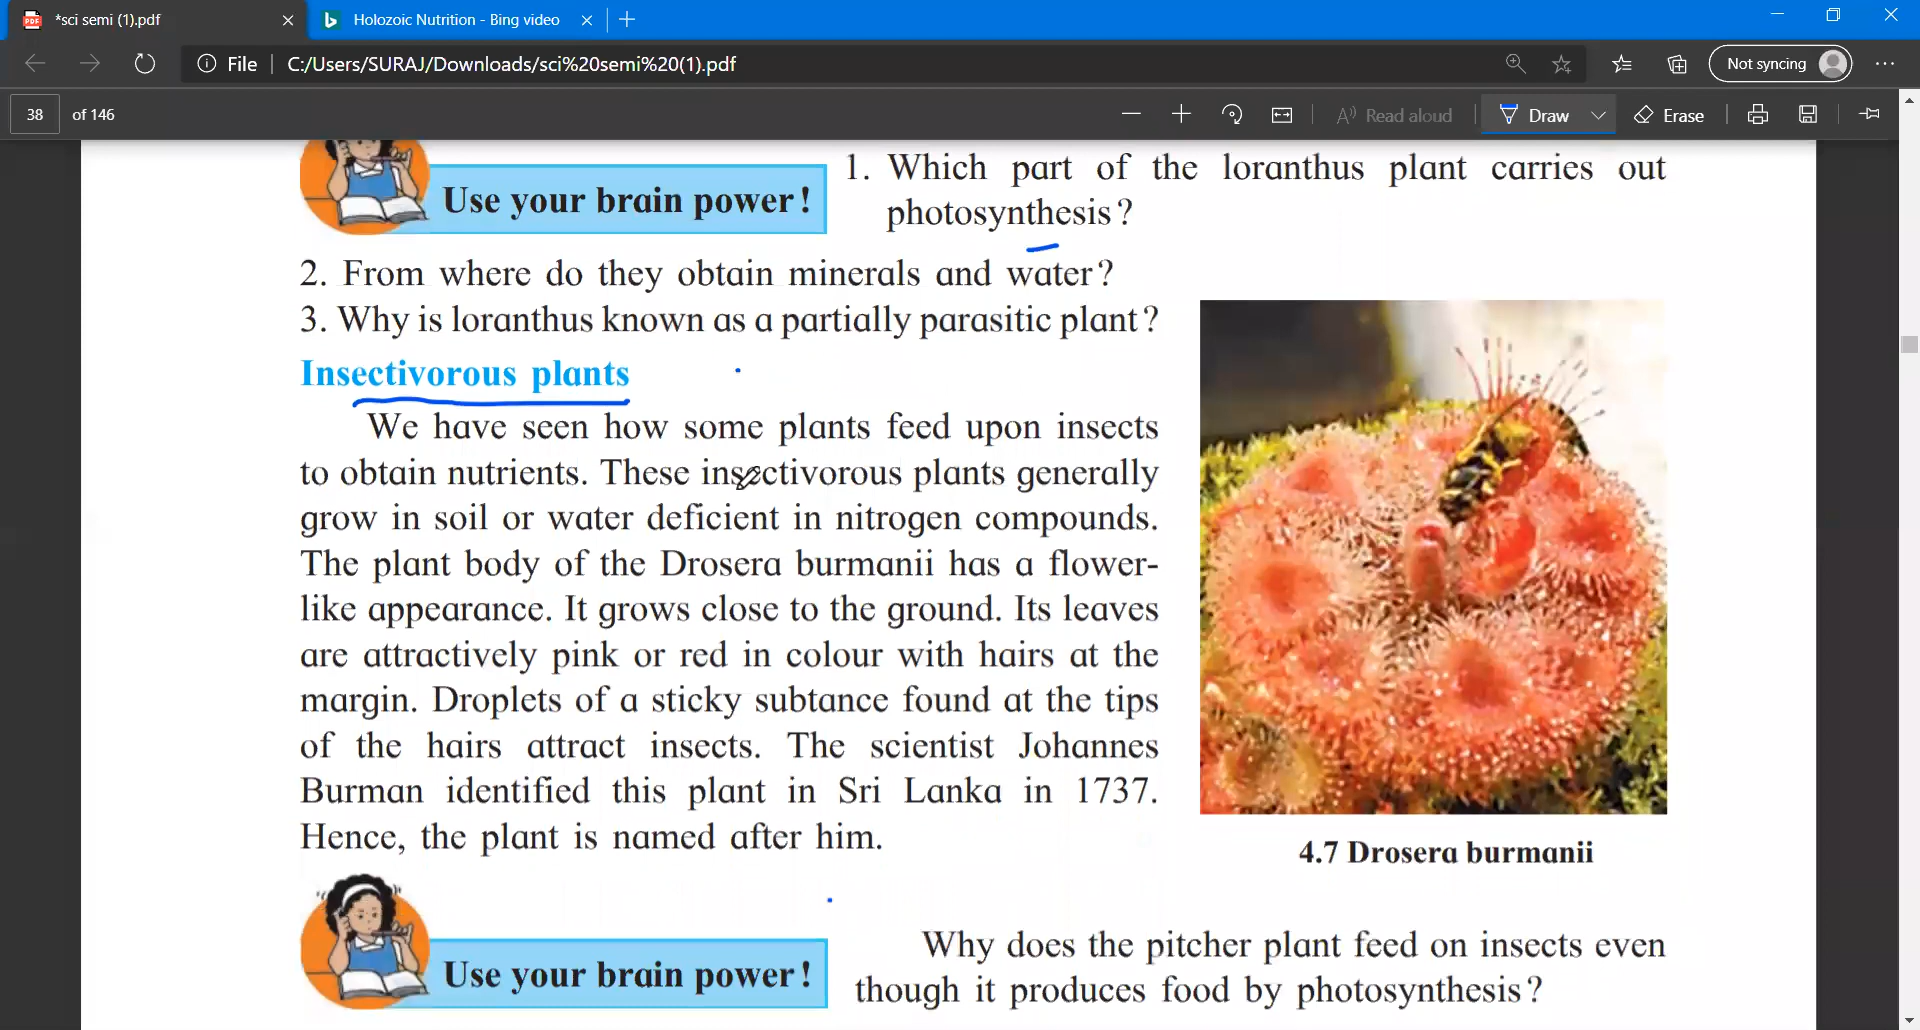 *sci semi (1).pdf
Holozoic Nutrition - Bing video
File
C:/Users/SURAJ/Downloads/sci%20semi%20(1).pdf
Not syncing
38 of 146
Read aloud
Draw
Erase
1. Which part of the loranthus plant carries out
photosynthesis?
Use your brain power!
2. From where do they obtain minerals and water?
3. Why is loranthus known as a partially parasitic plant?
Insectivorous plants
We have seen how some plants feed upon insects
to obtain nutrients. These insectivorous plants generally
grow in soil or water deficient in nitrogen compounds.
The plant body of the Drosera burmanii has a flower-
like appearance. It grows close to the ground. Its leaves
are attractively pink or red in colour with hairs at the
margin. Droplets of a sticky subtance found at the tips
of the hairs attract insects. The scientist Johannes
Burman identified this plant in Sri Lanka in 1737.
Hence, the plant is named after him.
4.7 Drosera burmanii
Use your brain power!
Why does the pitcher plant feed on insects even
though it produces food by photosynthesis?